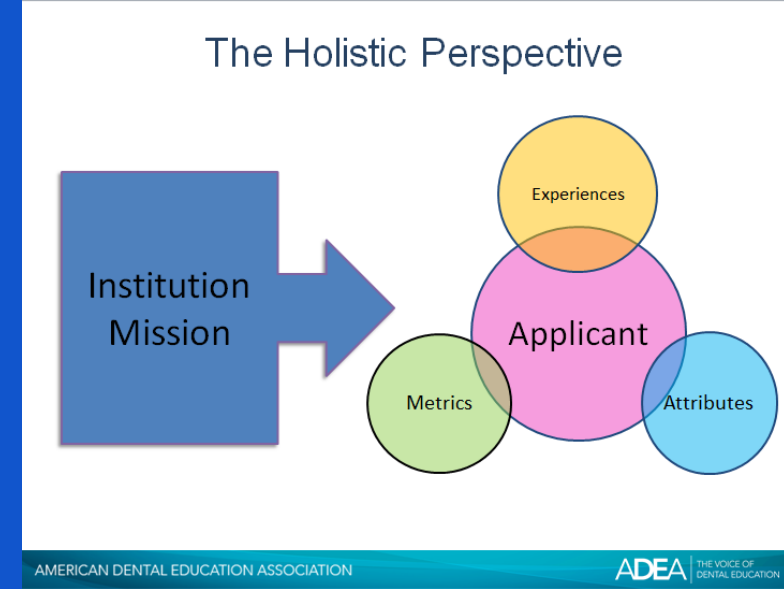 The Holistic Perspective
Institution
Mission
Experiences
Applicant
Metrics
Attributes
AMERICAN DENTAL EDUCATION ASSOCIATION
ADEA
THE VOICE OF
DENTAL EDUCATION